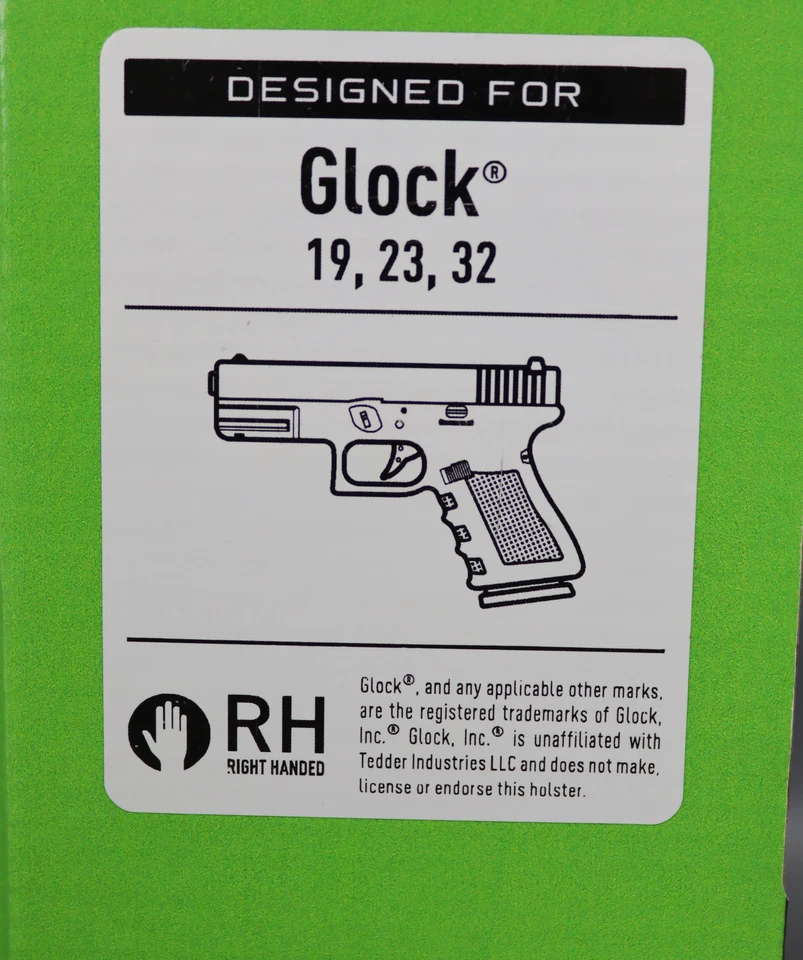 DESIGNED FOR
Glock®
19, 23, 32
RH
RIGHT HANDED
Glock®, and any applicable other marks,
are the registered trademarks of Glock,
Inc.® Glock, Inc.® is unaffiliated with
Tedder Industries LLC and does not make,
license or endorse this holster.